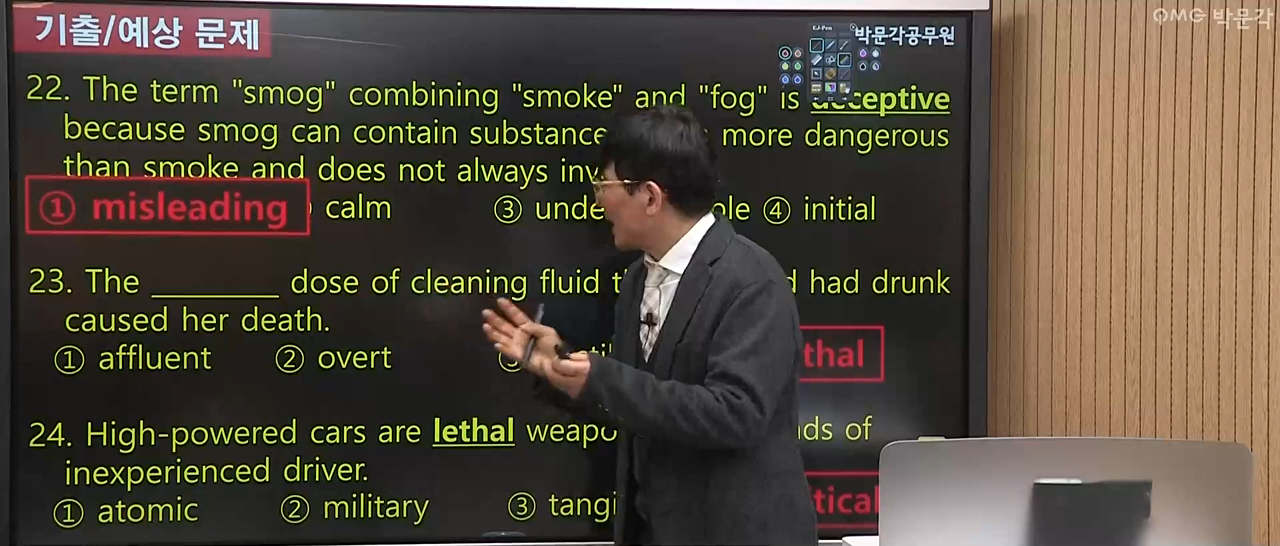 OMG 박문각
기출/예상 문제
박문각공무원
22. The term "smog" combining "smoke" and "fog" is deceptive
because smog can contain substance more dangerous
than smoke and does not always inv
① misleading calm ③ unde ④ initial
23. The ________ dose of cleaning fluid had drunk
caused her death.
① affluent ② overt thal
24. High-powered cars are lethal weapo of
inexperienced driver.
① atomic ② military ③ tangi tical